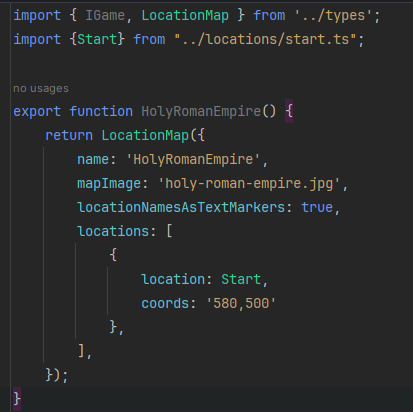 import { IGame, LocationMap } from '../types';
import {Start} from "../locations/start.ts";
no usages
export function HolyRomanEmpire() {
return LocationMap({
name: 'HolyRomanEmpire',
mapImage: 'holy-roman-empire.jpg',
locationNamesAsTextMarkers: true,
locations: [
{
location: Start,
coords: '580,500'
},
],
});
}